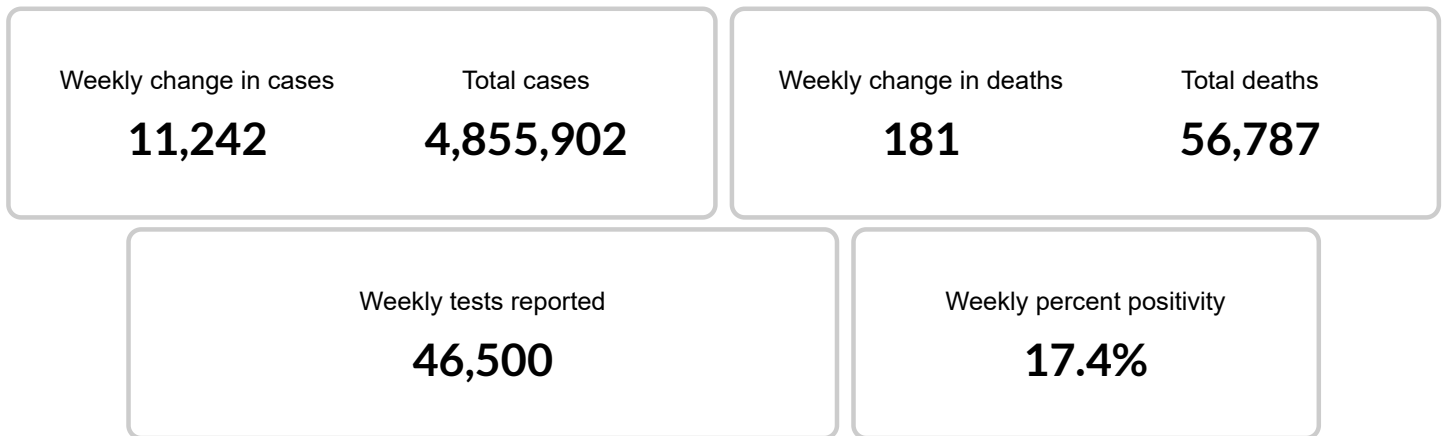 Weekly change in cases
Total cases
Weekly change in deaths
Total deaths
11,242
4,855,902
181
56,787
Weekly tests reported
Weekly percent positivity
46,500
17.4%